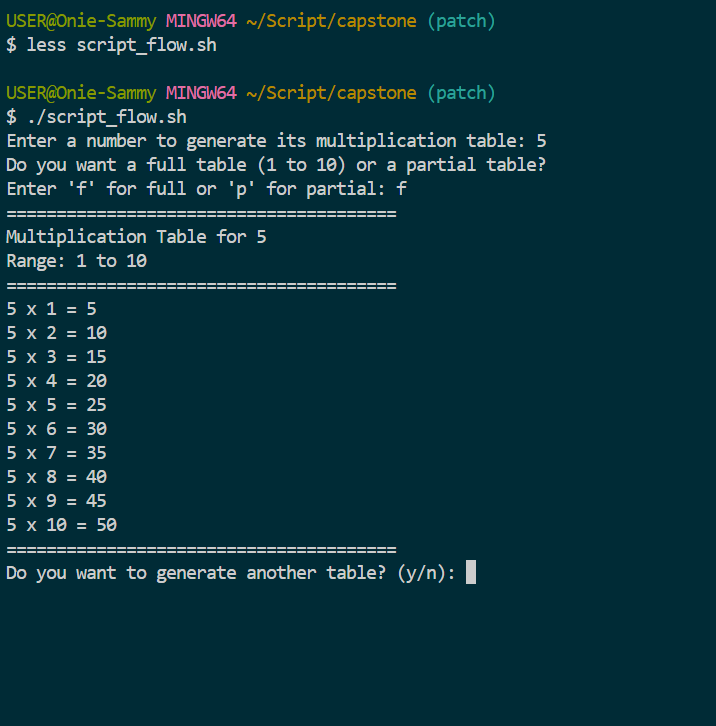 USER@Onie-Sammy MINGW64 ~/Script/capstone (patch)
$ less script_flow.sh
USER@Onie-Sammy MINGW64 ~/Script/capstone (patch)
$ ./script_flow.sh
Enter a number to generate its multiplication table: 5
Do you want a full table (1 to 10) or a partial table?
Enter 'f' for full or 'p' for partial: f
=======================================
Multiplication Table for 5
Range: 1 to 10
=======================================
5 x 1 = 5
5 x 2 = 10
5 x 3 = 15
5 x 4 = 20
5 x 5 = 25
5 x 6 = 30
5 x 7 = 35
5 x 8 = 40
5 x 9 = 45
5 x 10 = 50
=======================================
Do you want to generate another table? (y/n):